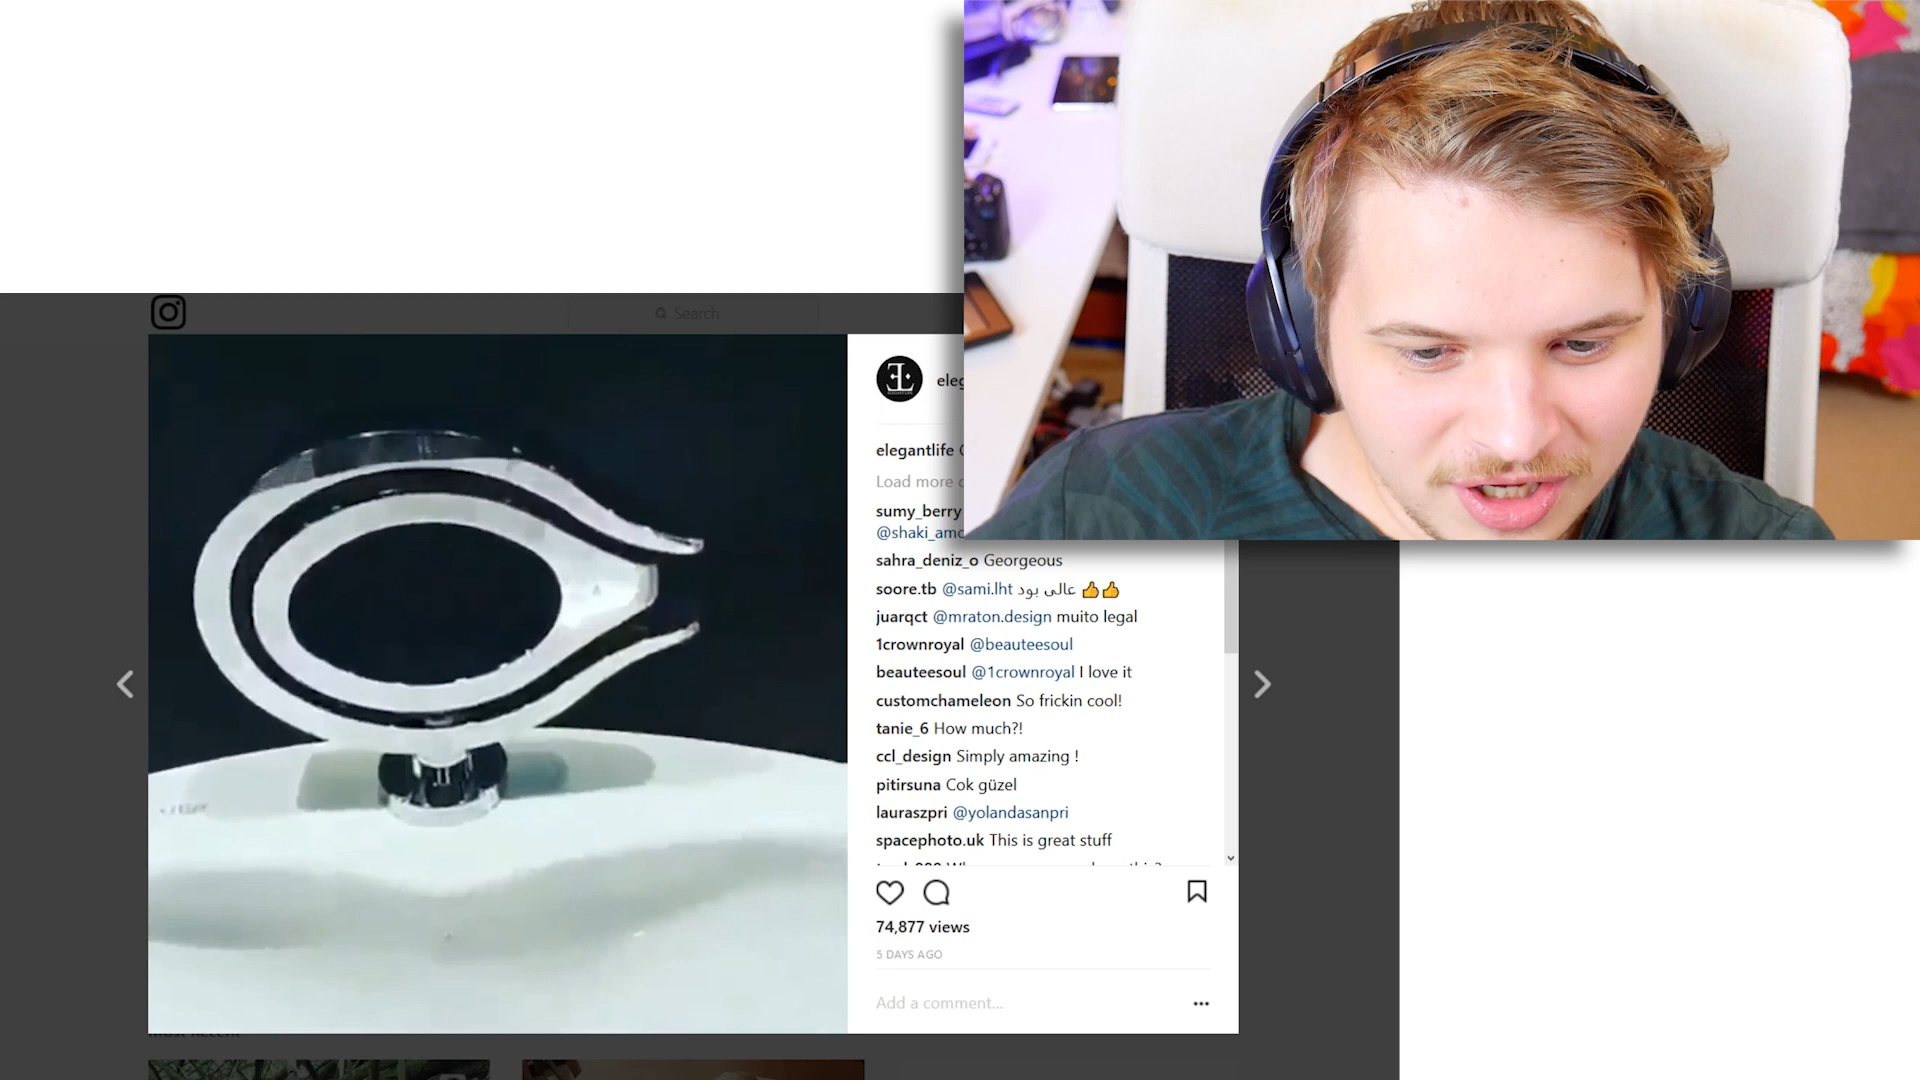 Search
elegantlife
Load more
sumy_berry
sahra_deniz_o Georgeous
soore.tb @sami.lht عالی بود 👍👍
juarqct @mraton.design muito legal
1crownroyal @beauteesoul
beauteesoul @1crownroyal I love it
customchameleon So frickin cool!
tanie_6 How much?!
ccl_design Simply amazing !
pitirsuna Cok güzel
lauraszpri @yolandasanpri
spacephoto.uk This is great stuff
74,877 views
5 DAYS AGO
Add a comment...